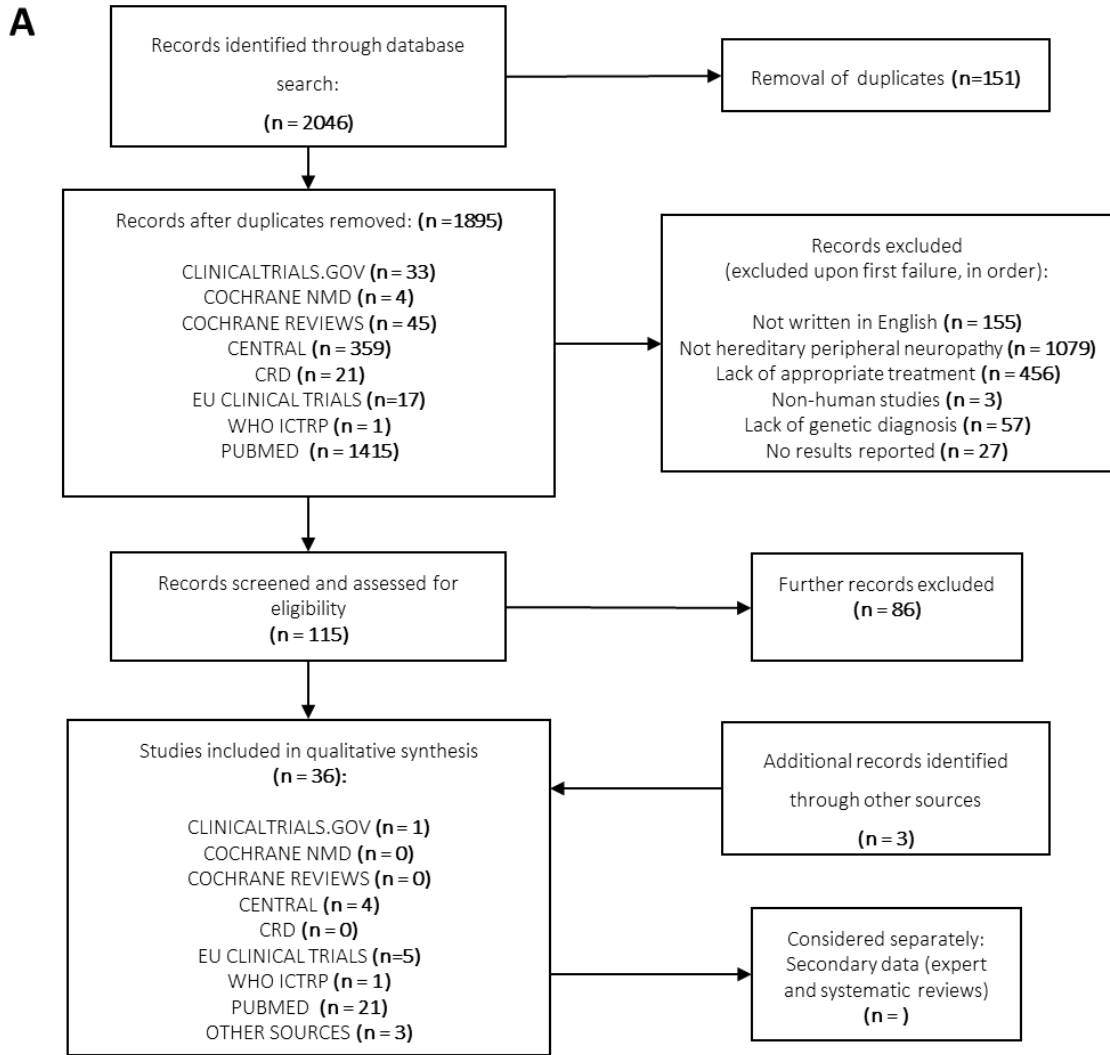 A
Records identified through database
search:
(n = 2046)
Removal of duplicates (n=151)
Records after duplicates removed: (n =1895)
CLINICALTRIALS.GOV (n = 33)
COCHRANE NMD (n = 4)
COCHRANE REVIEWS (n = 45)
CENTRAL (n = 359)
CRD (n = 21)
EU CLINICAL TRIALS (n=17)
WHO ICTRP (n = 1)
PUBMED (n = 1415)
Records excluded
(excluded upon first failure, in order):
Not written in English (n = 155)
Not hereditary peripheral neuropathy (n = 1079)
Lack of appropriate treatment (n = 456)
Non-human studies (n = 3)
Lack of genetic diagnosis (n = 57)
No results reported (n = 27)
Records screened and assessed for
eligibility
(n = 115)
Further records excluded
(n = 86)
Studies included in qualitative synthesis
(n = 36):
CLINICALTRIALS.GOV (n = 1)
COCHRANE NMD (n = 0)
COCHRANE REVIEWS (n = 0)
CENTRAL (n = 4)
CRD (n = 0)
EU CLINICAL TRIALS (n=5)
WHO ICTRP (n = 1)
PUBMED (n = 21)
OTHER SOURCES (n = 3)
Additional records identified
through other sources
(n = 3)
Considered separately:
Secondary data (expert
and systematic reviews)
(n = )